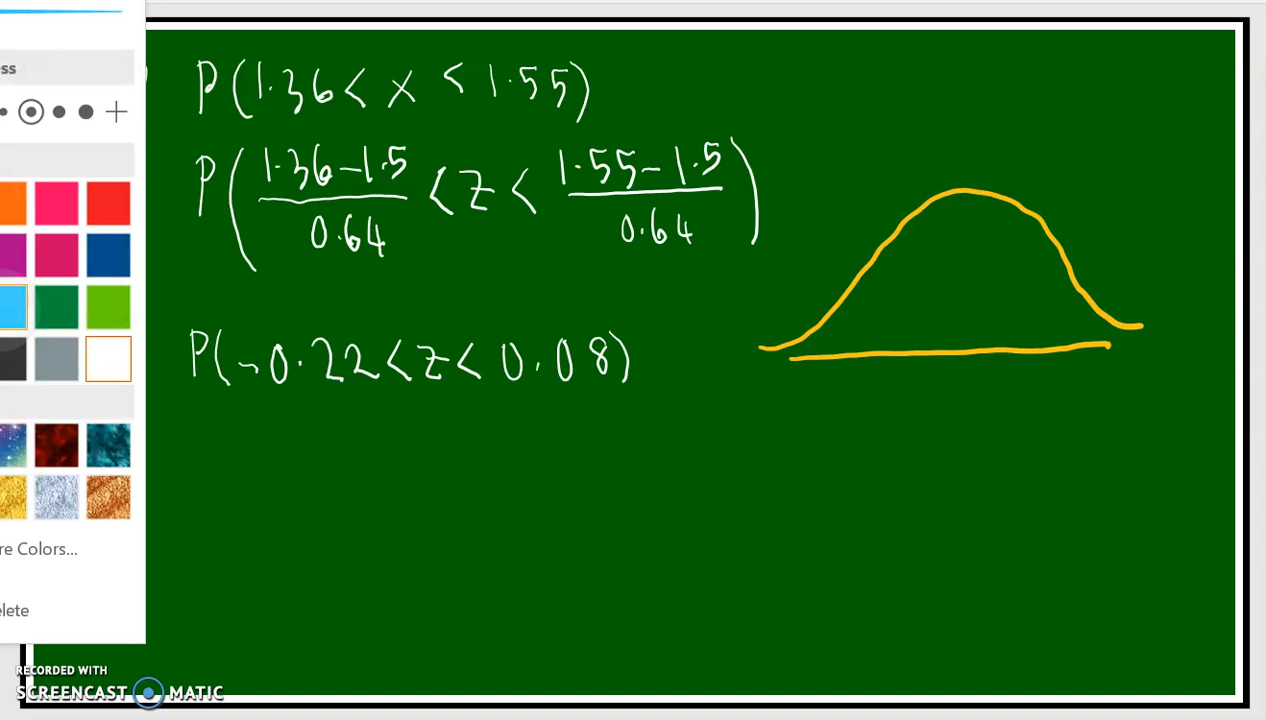 ss
P(1.36 < x < 1.55)
P(1.36-1.5/0.64 < z < 1.55-1.5/0.64)
P(-0.22 < z < 0.08)
re Colors...
elete
RECORDED WITH
SCREENCAST MATIC